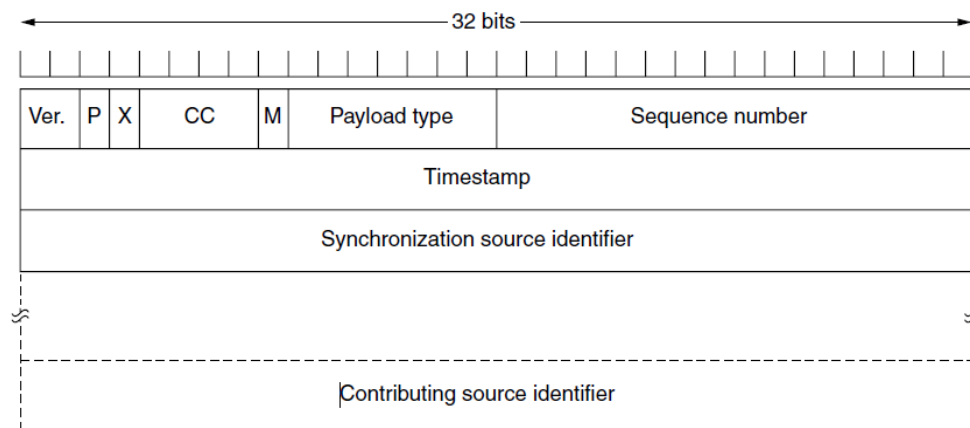 32 bits
Ver. P X CC M Payload type Sequence number
Timestamp
Synchronization source identifier
Contributing source identifier